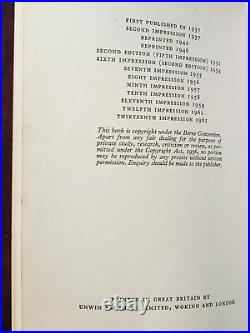 FIRST PUBLISHED IN 1937
SECOND IMPRESSION 1937
REPRINTED 1942
REPRINTED 1946
SECOND EDITION (FIFTH IMPRESSION) 1951
SIXTH IMPRESSION (SECOND EDITION) 1954
SEVENTH IMPRESSION 1955
EIGHT IMPRESSION 1956
NINTH IMPRESSION 1957
TENTH IMPRESSION 1958
ELEVENTH IMPRESSION 1959
TWELFTH IMPRESSION 1961
THIRTEENTH IMPRESSION 1961
This book is copyright under the Berne Convention.
Apart from any fair dealing for the purpose of
private study, research, criticism or review, as per-
mitted under the Copyright Act, 1956, no portion
may be reproduced by any process without written
permission. Enquiry should be made to the publisher.
PRINTED IN GREAT BRITAIN BY
UNWIN LIMITED, WOKING AND LONDON